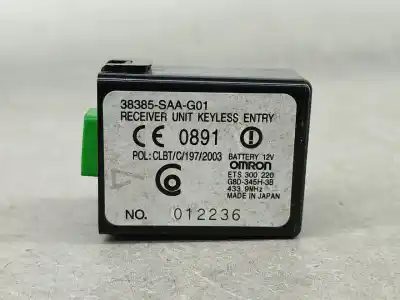 38385-SAA-G01
RECEIVER UNIT KEYLESS ENTRY
CE 0891
POL: CLBT/C/197/2003
BATTERY 12V
OMRON
ETS 300 220
G8D-345H-3B
433.9MHz
MADE IN JAPAN
NO. 012236